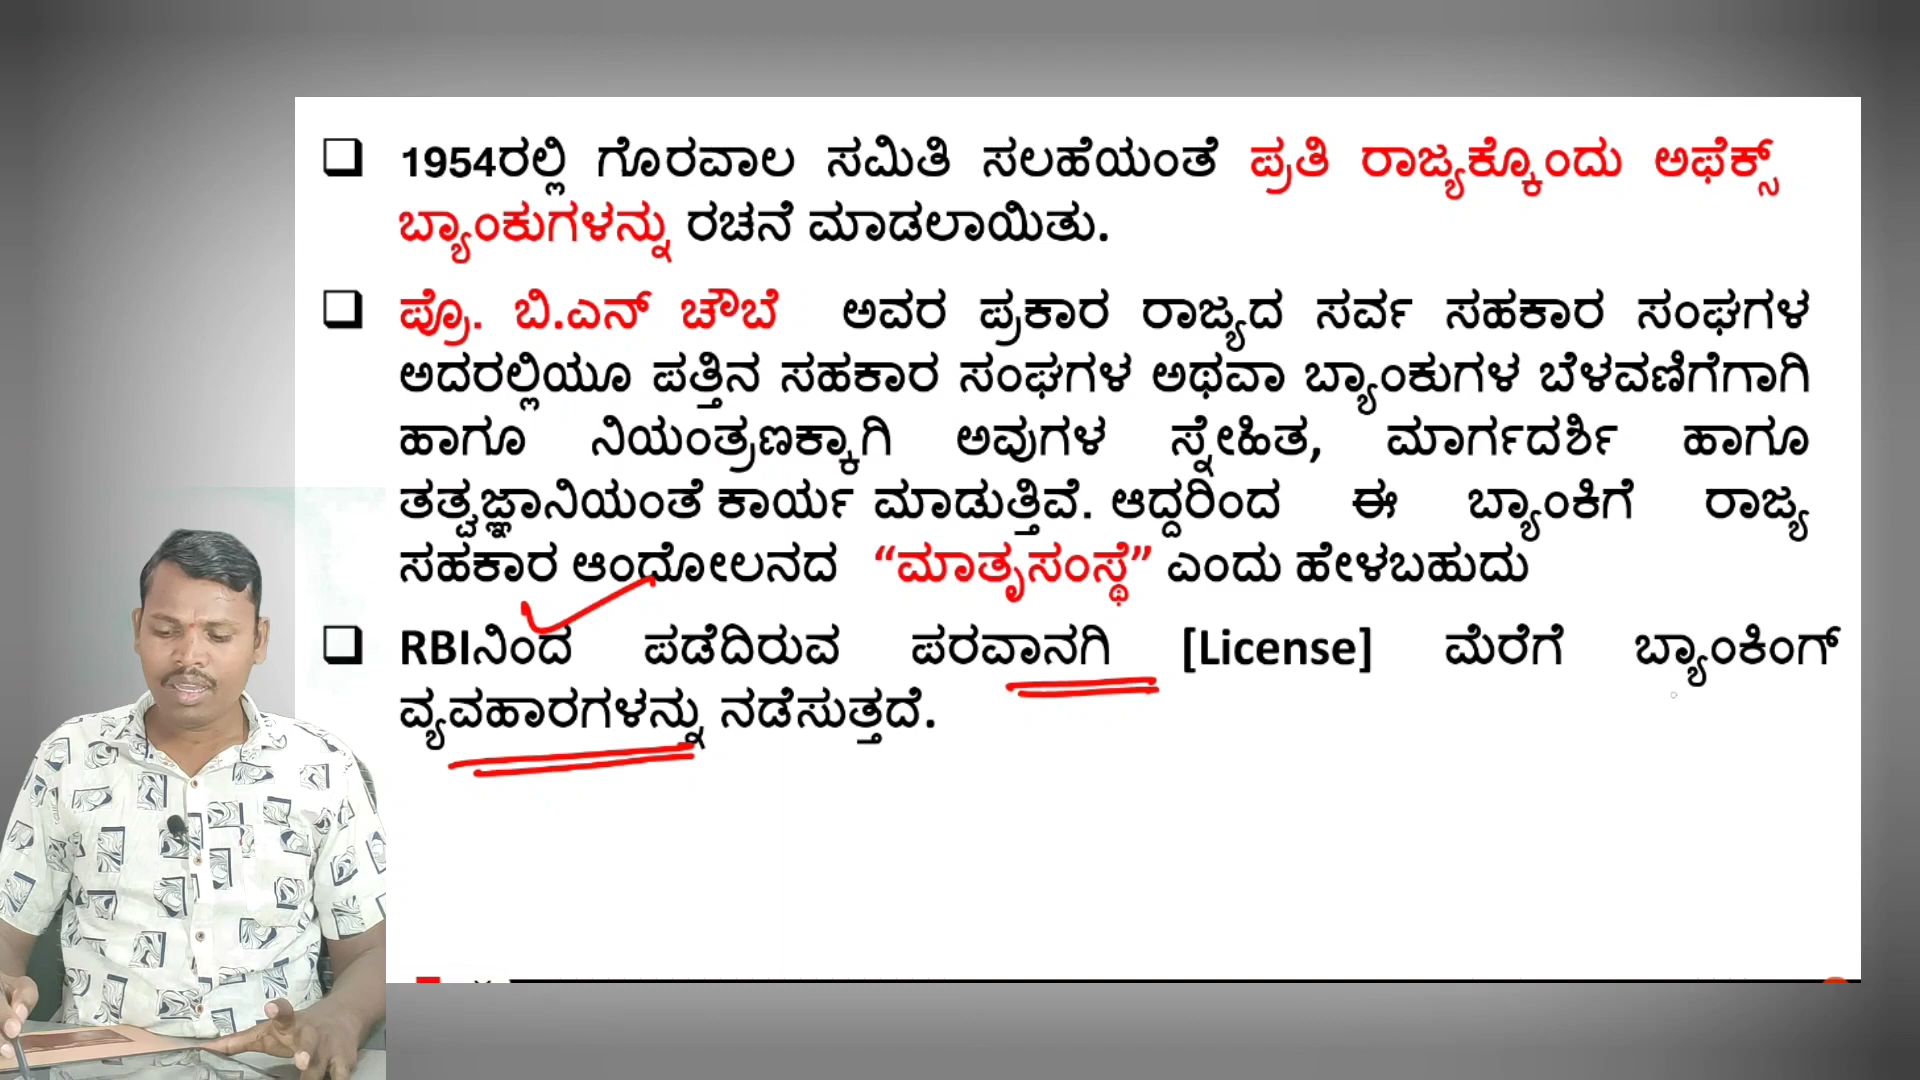 ❑ 1954ರಲ್ಲಿ ಗೊರವಾಲ ಸಮಿತಿ ಸಲಹೆಯಂತೆ ಪ್ರತಿ ರಾಜ್ಯಕ್ಕೊಂದು ಅಫೆಕ್ಸ್
ಬ್ಯಾಂಕುಗಳನ್ನು ರಚನೆ ಮಾಡಲಾಯಿತು.
❑ ಪ್ರೊ. ಬಿ.ಎನ್ ಚೌಬೆ ಅವರ ಪ್ರಕಾರ ರಾಜ್ಯದ ಸರ್ವ ಸಹಕಾರ ಸಂಘಗಳ
ಅದರಲ್ಲಿಯೂ ಪತ್ತಿನ ಸಹಕಾರ ಸಂಘಗಳ ಅಥವಾ ಬ್ಯಾಂಕುಗಳ ಬೆಳವಣಿಗೆಗಾಗಿ
ಹಾಗೂ ನಿಯಂತ್ರಣಕ್ಕಾಗಿ ಅವುಗಳ ಸ್ನೇಹಿತ, ಮಾರ್ಗದರ್ಶಿ ಹಾಗೂ
ತತ್ವಜ್ಞಾನಿಯಂತೆ ಕಾರ್ಯ ಮಾಡುತ್ತಿವೆ. ಆದ್ದರಿಂದ ಈ ಬ್ಯಾಂಕಿಗೆ ರಾಜ್ಯ
ಸಹಕಾರ ಆಂದೋಲನದ “ಮಾತೃಸಂಸ್ಥೆ” ಎಂದು ಹೇಳಬಹುದು
❑ RBIನಿಂದ ಪಡೆದಿರುವ ಪರವಾನಗಿ [License] ಮೆರೆಗೆ ಬ್ಯಾಂಕಿಂಗ್
ವ್ಯವಹಾರಗಳನ್ನು ನಡೆಸುತ್ತದೆ.